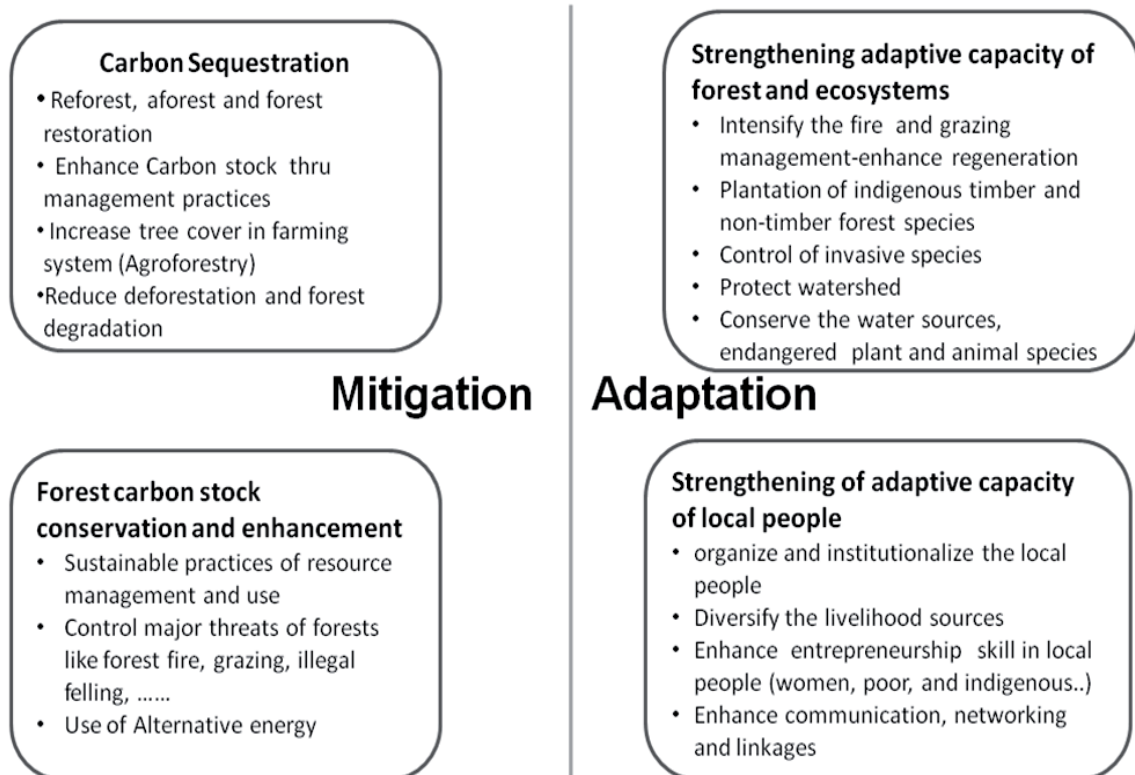 Carbon Sequestration
• Reforest, aforest and forest
restoration
• Enhance Carbon stock thru
management practices
• Increase tree cover in farming
system (Agroforestry)
•Reduce deforestation and forest
degradation
Strengthening adaptive capacity of
forest and ecosystems
• Intensify the fire and grazing
management-enhance regeneration
• Plantation of indigenous timber and
non-timber forest species
• Control of invasive species
• Protect watershed
• Conserve the water sources,
endangered plant and animal species
Mitigation
Adaptation
Forest carbon stock
conservation and enhancement
• Sustainable practices of resource
management and use
• Control major threats of forests
like forest fire, grazing, illegal
felling, ......
• Use of Alternative energy
Strengthening of adaptive capacity
of local people
• organize and institutionalize the local
people
• Diversify the livelihood sources
• Enhance entrepreneurship skill in local
people (women, poor, and indigenous..)
• Enhance communication, networking
and linkages